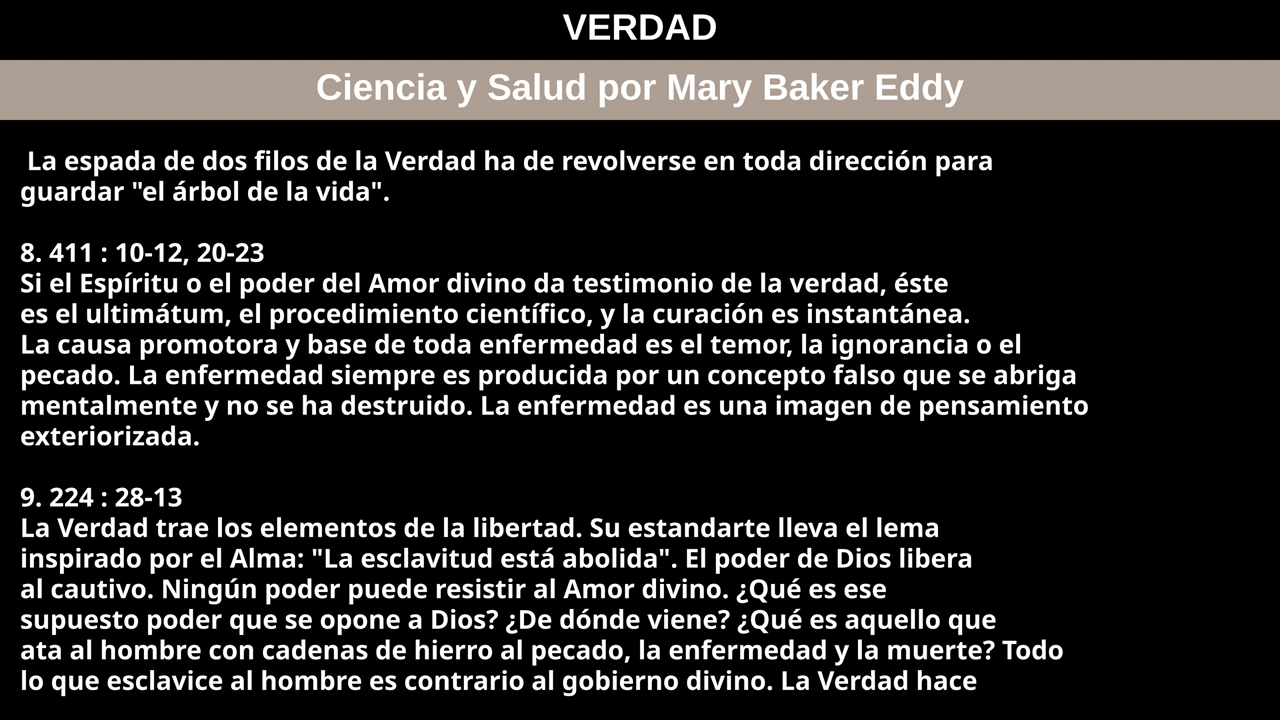 VERDAD
Ciencia y Salud por Mary Baker Eddy
La espada de dos filos de la Verdad ha de revolverse en toda dirección para
guardar "el árbol de la vida".
8. 411 : 10-12, 20-23
Si el Espíritu o el poder del Amor divino da testimonio de la verdad, éste
es el ultimátum, el procedimiento científico, y la curación es instantánea.
La causa promotora y base de toda enfermedad es el temor, la ignorancia o el
pecado. La enfermedad siempre es producida por un concepto falso que se abriga
mentalmente y no se ha destruido. La enfermedad es una imagen de pensamiento
exteriorizada.
9. 224 : 28-13
La Verdad trae los elementos de la libertad. Su estandarte lleva el lema
inspirado por el Alma: "La esclavitud está abolida". El poder de Dios libera
al cautivo. Ningún poder puede resistir al Amor divino. ¿Qué es ese
supuesto poder que se opone a Dios? ¿De dónde viene? ¿Qué es aquello que
ata al hombre con cadenas de hierro al pecado, la enfermedad y la muerte? Todo
lo que esclavice al hombre es contrario al gobierno divino. La Verdad hace